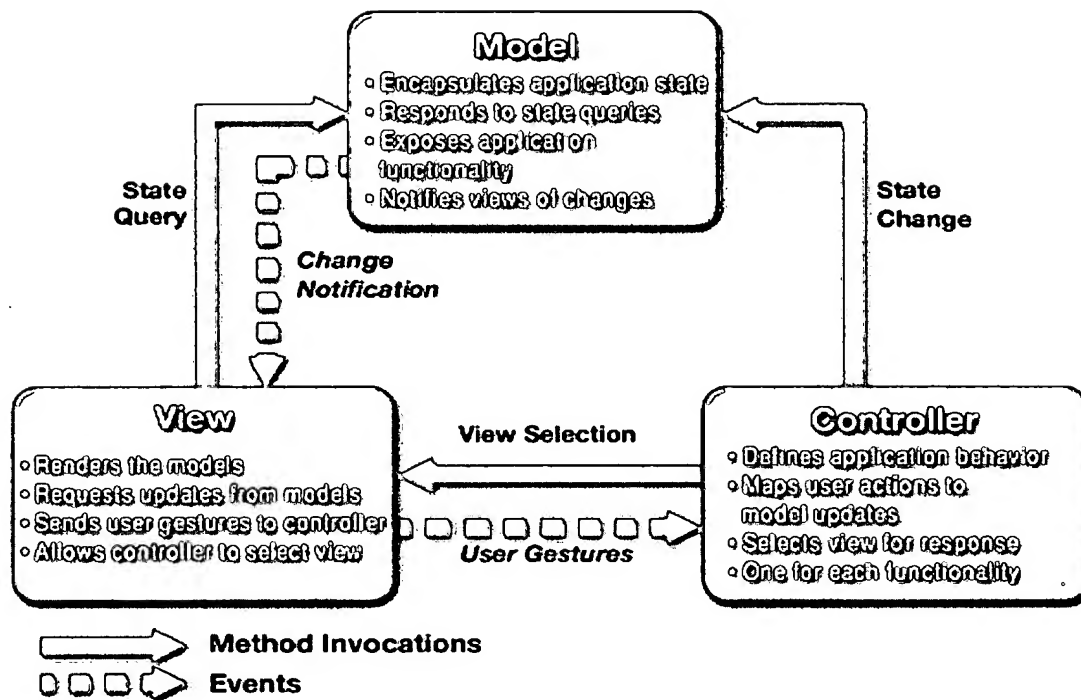 Model
• Encapsulates application state
• Responds to state queries
• Exposes application
functionality
• Notifies views of changes
State
Query
State
Change
Change
Notification
View
• Renders the models
• Requests updates from models
• Sends user gestures to controller
• Allows controller to select view
View Selection
User Gestures
Controller
• Defines application behavior
• Maps user actions to
model updates
• Selects view for response
• One for each functionality
Method Invocations
Events